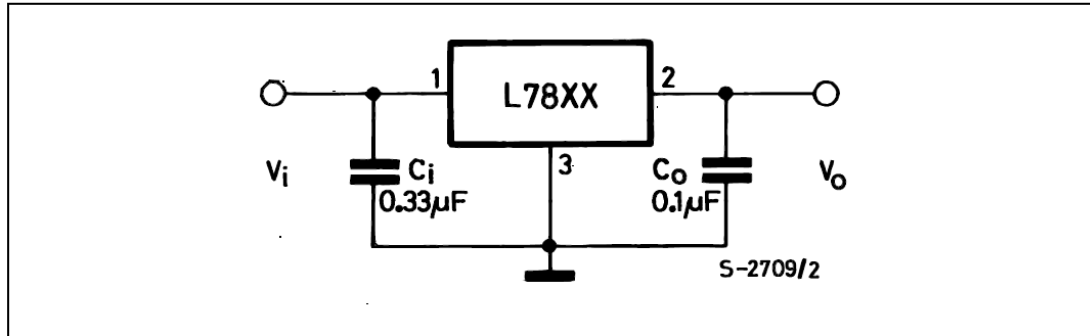 1
L78XX
2
3
Vi
Ci
0.33μF
Co
0.1μF
Vo
S-2709/2